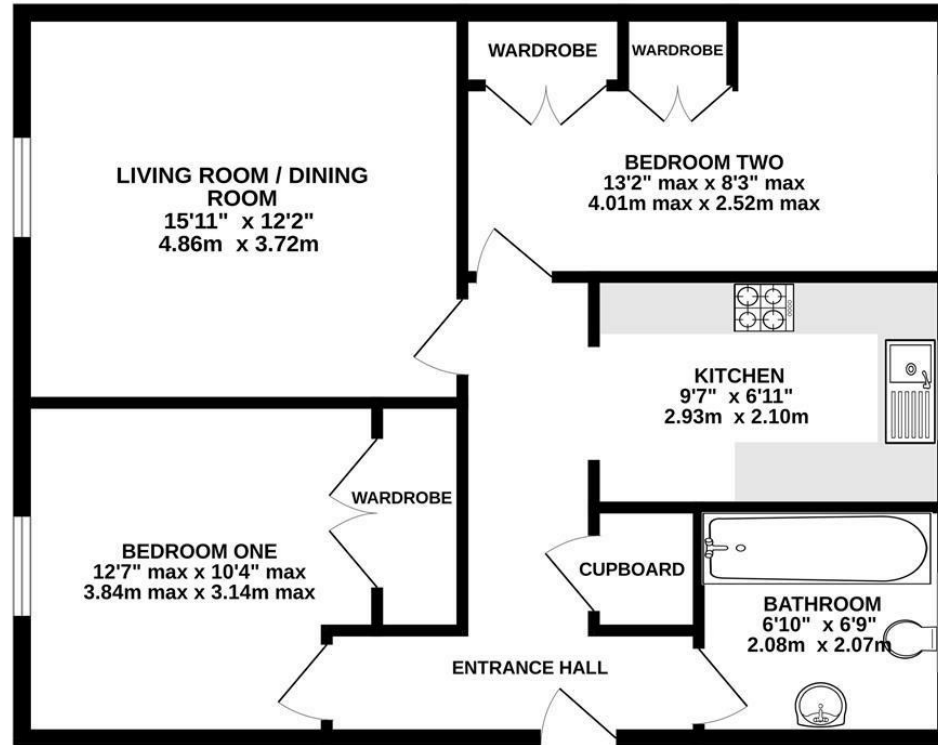 WARDROBE
WARDROBE
LIVING ROOM / DINING
ROOM
15'11" x 12'2"
4.86m x 3.72m
BEDROOM TWO
13'2" max x 8'3" max
4.01m max x 2.52m max
KITCHEN
9'7" x 6'11"
2.93m x 2.10m
WARDROBE
BEDROOM ONE
12'7" max x 10'4" max
3.84m max x 3.14m max
CUPBOARD
BATHROOM
6'10" x 6'9"
2.08m x 2.07m
ENTRANCE HALL